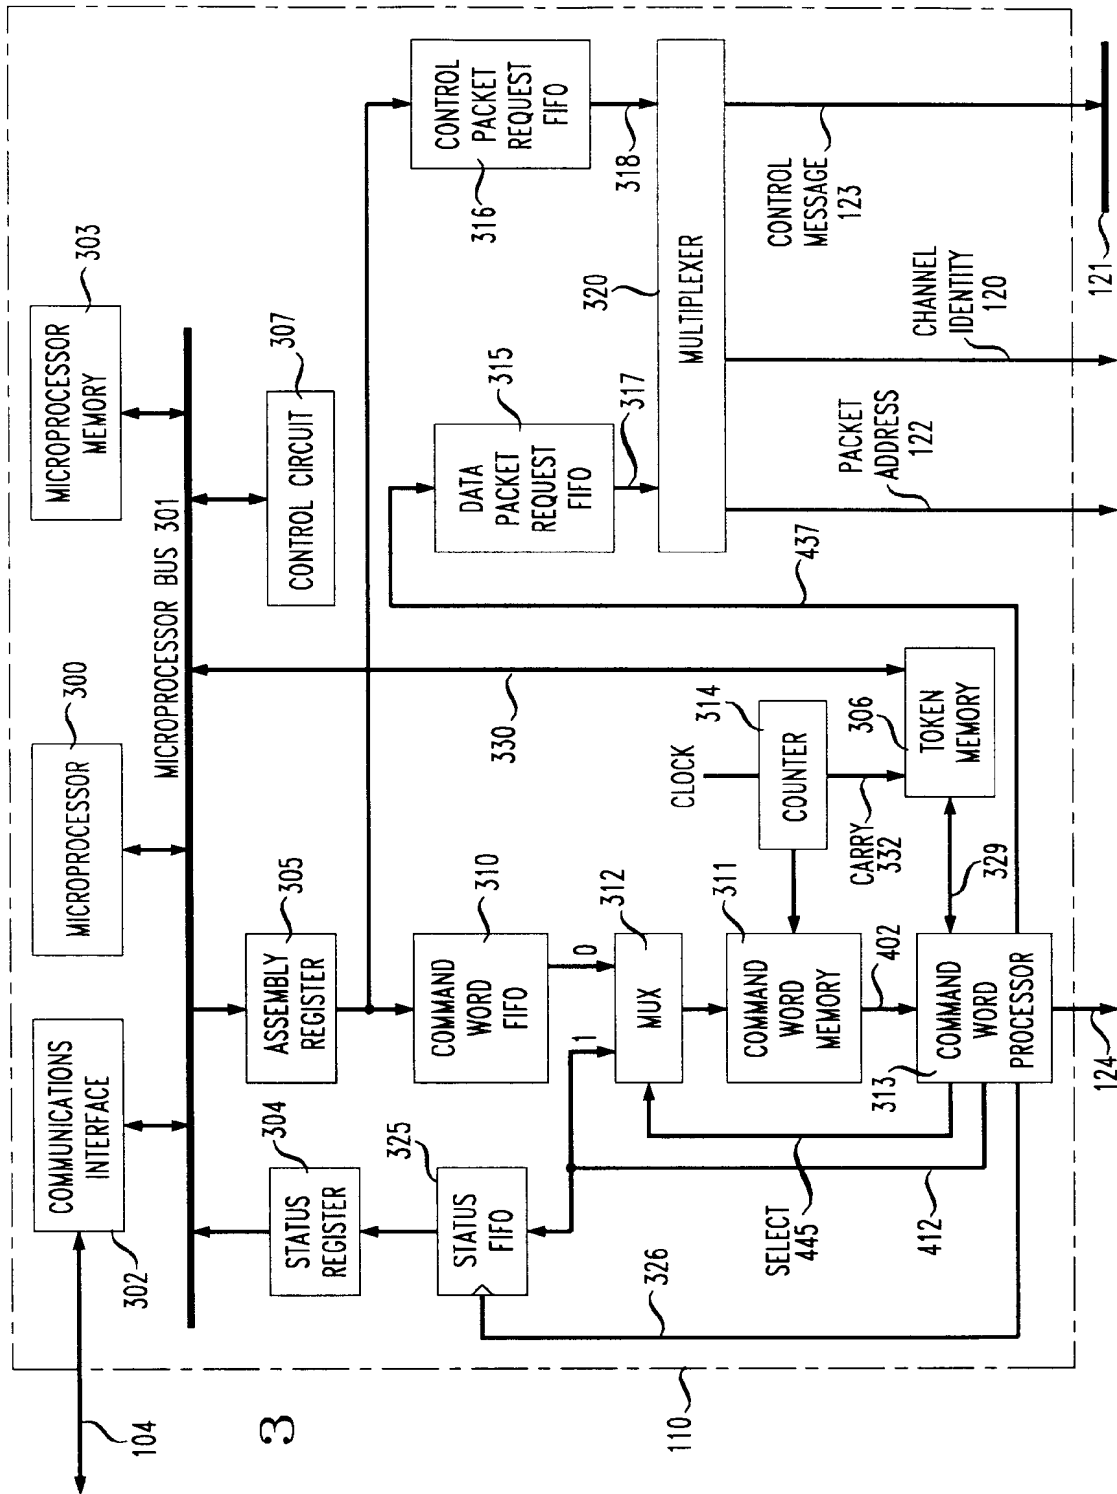 3
104
COMMUNICATIONS
INTERFACE
302
MICROPROCESSOR
300
MICROPROCESSOR
MEMORY
303
MICROPROCESSOR BUS 301
STATUS
REGISTER
304
ASSEMBLY
REGISTER
305
CONTROL CIRCUIT
307
STATUS
FIFO
325
COMMAND
WORD
FIFO
310
DATA
PACKET
REQUEST
FIFO
315
CONTROL
PACKET
REQUEST
FIFO
316
326
1
0
MUX
312
330
317
318
320
MULTIPLEXER
SELECT
445
COMMAND
WORD
MEMORY
311
CLOCK
COUNTER
314
437
CARRY
332
402
412
COMMAND
WORD
PROCESSOR
313
329
TOKEN
MEMORY
306
PACKET
ADDRESS
122
CHANNEL
IDENTITY
120
CONTROL
MESSAGE
123
110
124
121